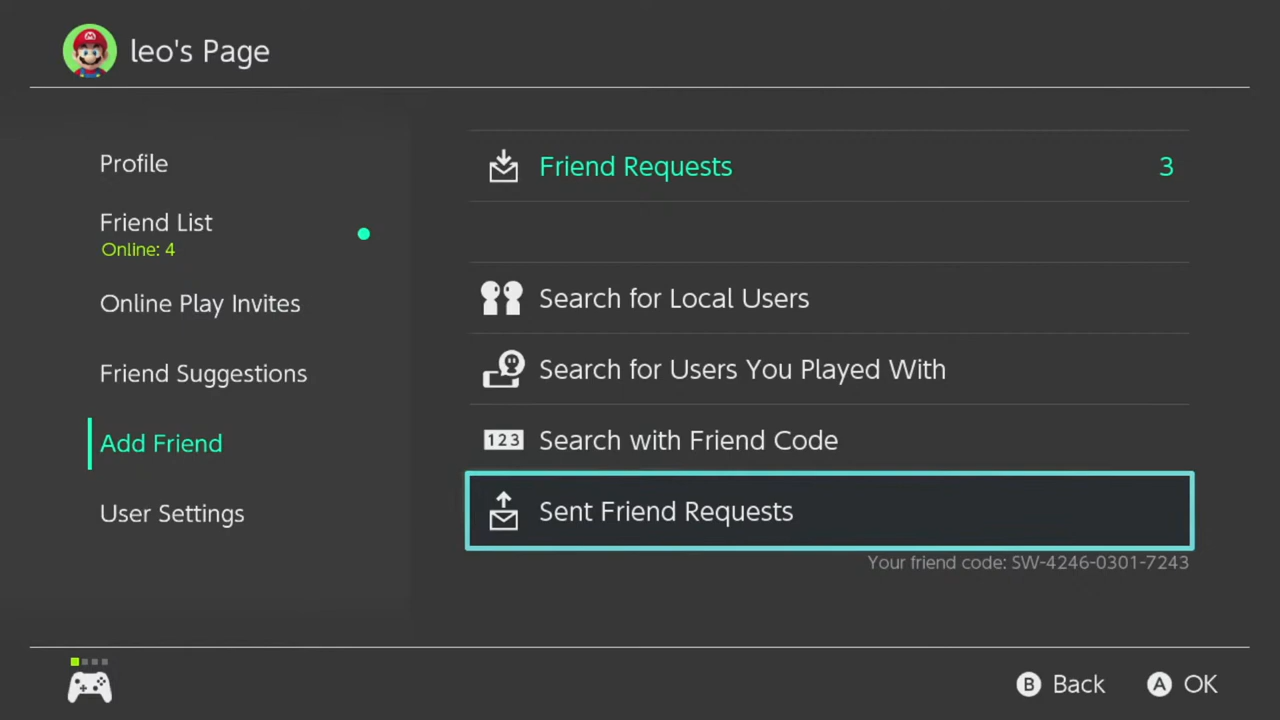 leo's Page
Profile
Friend List
Online: 4
Online Play Invites
Friend Suggestions
Add Friend
User Settings
Friend Requests 3
Search for Local Users
Search for Users You Played With
123 Search with Friend Code
Sent Friend Requests
Your friend code: SW-4246-0301-7243
B Back A OK